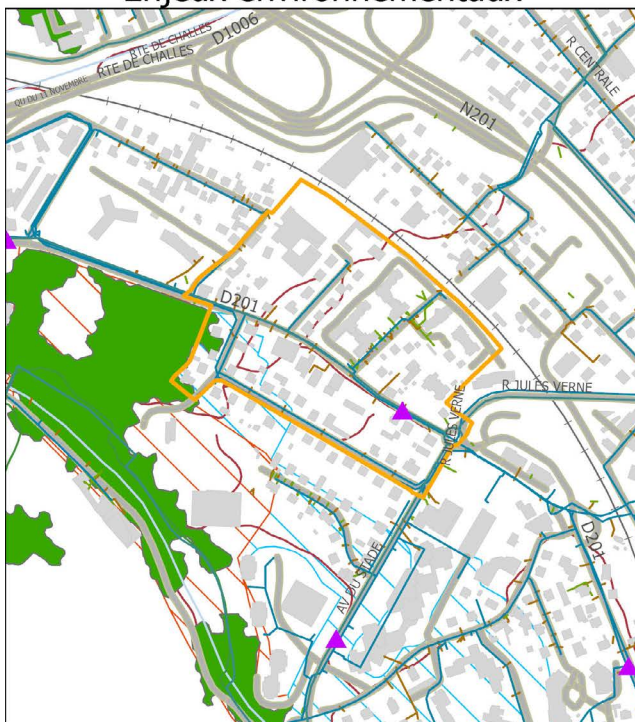 Enjeux environnementaux
D1006
RTE DE CHALLES
RTE DE CHALLES
QU DU 11 NOVEMBRE
R CENTRALE
N201
D201
R JULES VERNE
R JULES VERNE
D201
AV DU STADE